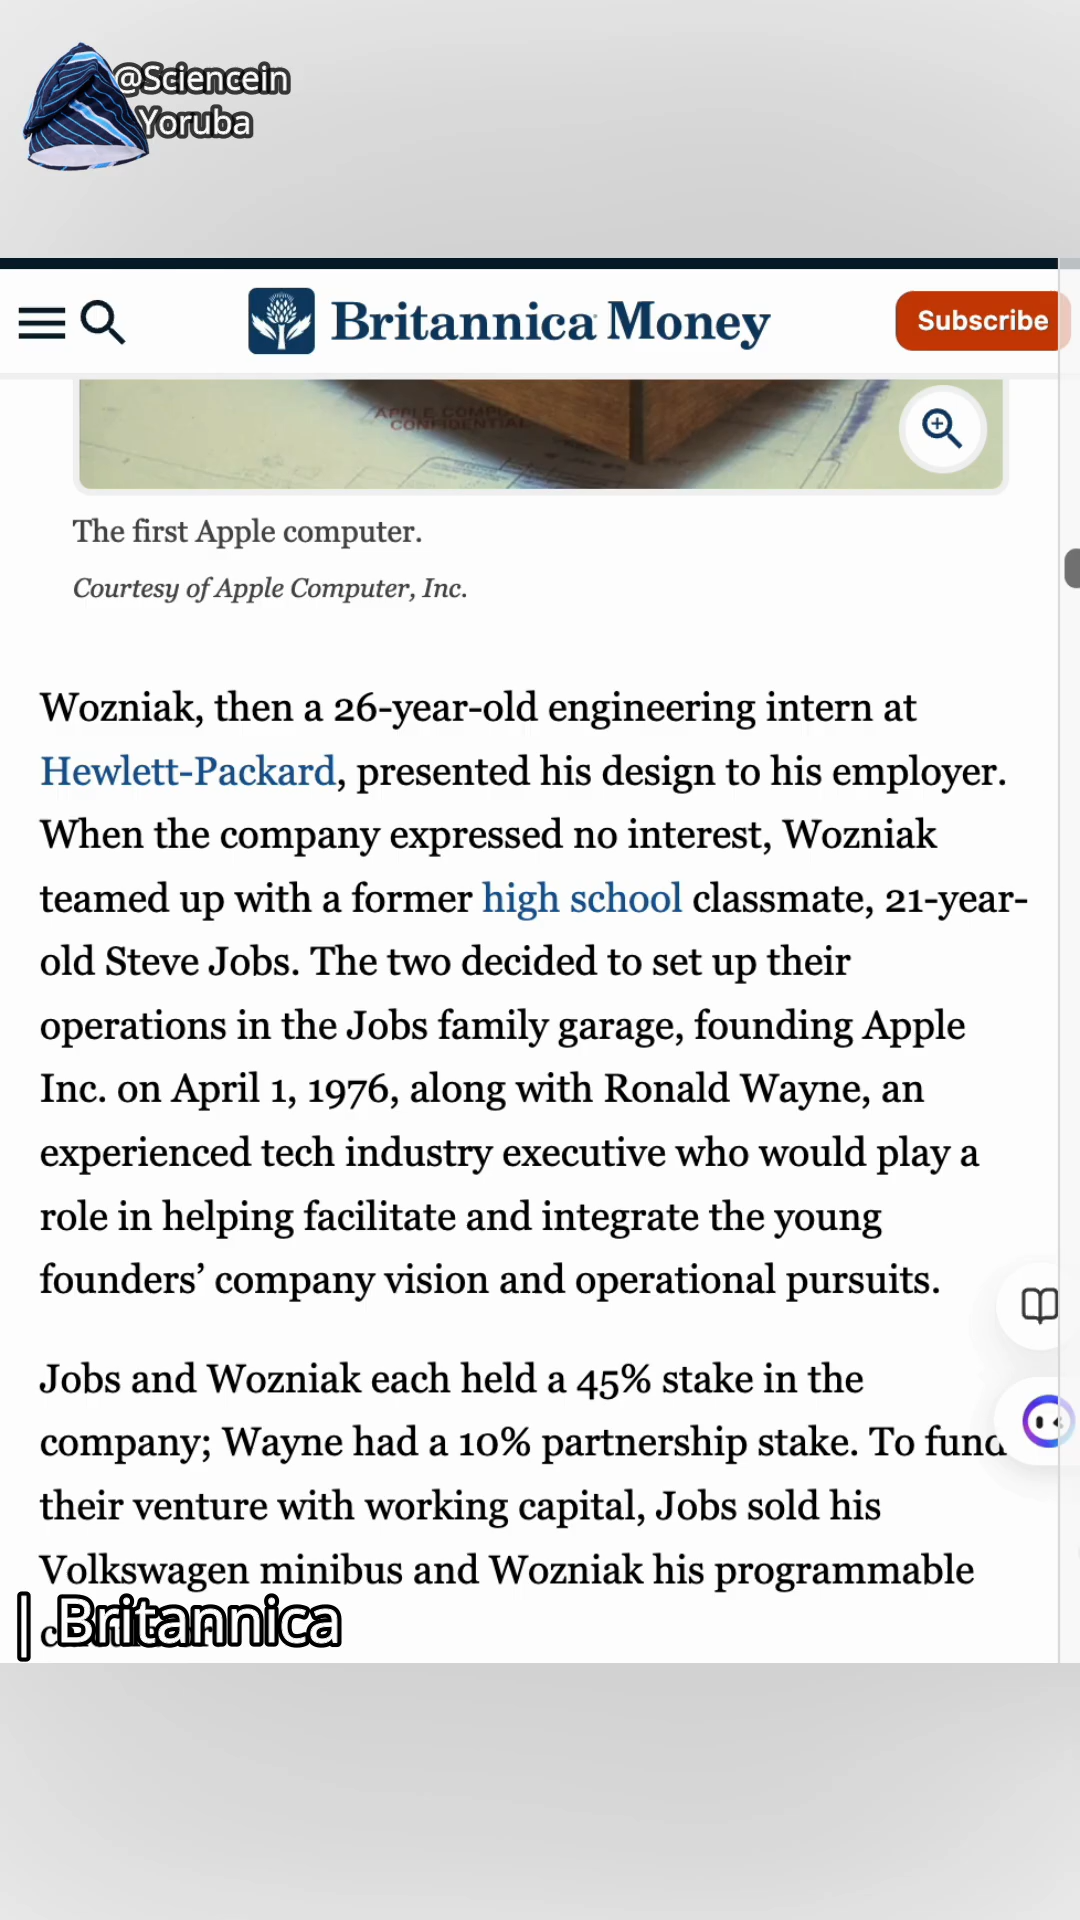 @Sciencein
Yoruba
Britannica Money
Subscribe
APPLE COMP
CONFIDENTIAL
The first Apple computer.
Courtesy of Apple Computer, Inc.
Wozniak, then a 26-year-old engineering intern at
Hewlett-Packard, presented his design to his employer.
When the company expressed no interest, Wozniak
teamed up with a former high school classmate, 21-year-
old Steve Jobs. The two decided to set up their
operations in the Jobs family garage, founding Apple
Inc. on April 1, 1976, along with Ronald Wayne, an
experienced tech industry executive who would play a
role in helping facilitate and integrate the young
founders’ company vision and operational pursuits.
Jobs and Wozniak each held a 45% stake in the
company; Wayne had a 10% partnership stake. To fund
their venture with working capital, Jobs sold his
Volkswagen minibus and Wozniak his programmable
| Britannica